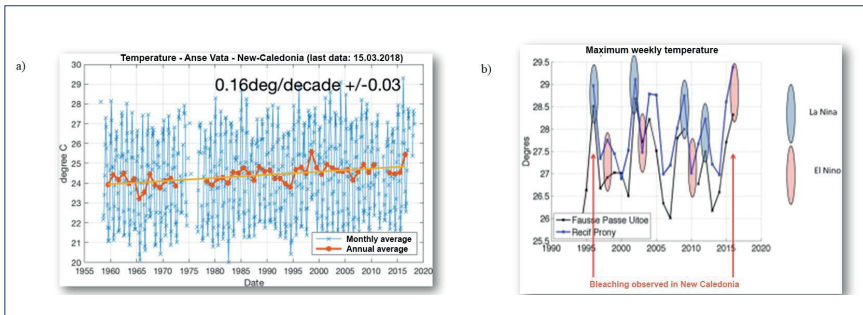 a)
Temperature - Anse Vata - New-Caledonia (last data: 15.03.2018)
0.16deg/decade +/-0.03
degree C
30
29
28
27
26
25
24
23
22
21
20
1955 1960 1965 1970 1975 1980 1985 1990 1995 2000 2005 2010 2015 2020
Date
Monthly average
Annual average
b)
Maximum weekly temperature
Degres
29.5
29
28.5
28
27.5
27
26.5
26
25.5
1990 1995 2000 2005 2010 2015 2020
Fausse Passe Uitoe
Recif Prony
Bleaching observed in New Caledonia
La Nina
El Nino